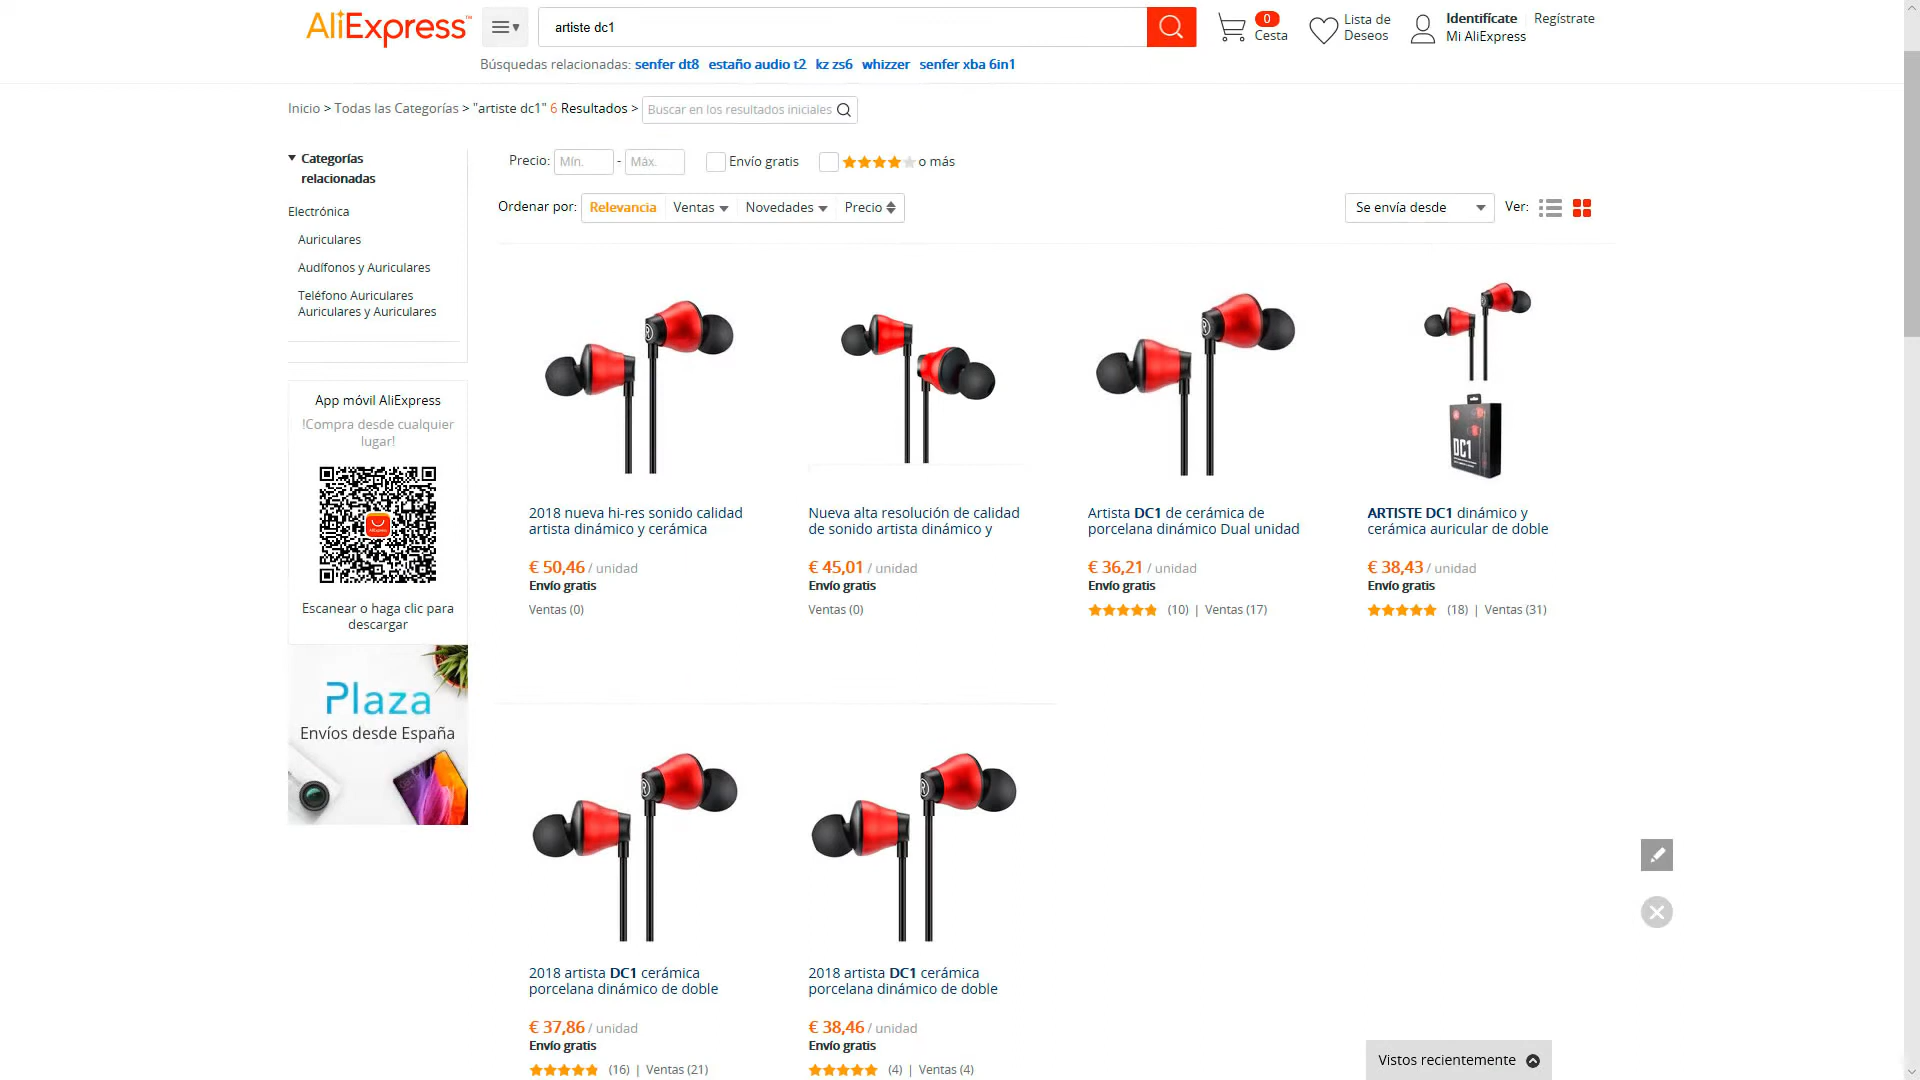 AliExpress™
artiste dc1
0
Cesta
Lista de
Deseos
Identifícate
Regístrate
Mi AliExpress
Búsquedas relacionadas: senfer dt8 estaño audio t2 kz zs6 whizzer senfer xba 6in1
Inicio > Todas las Categorías > "artiste dc1" 6 Resultados > Buscar en los resultados iniciales
Categorías
relacionadas
Electrónica
Auriculares
Audífonos y Auriculares
Teléfono Auriculares
Auriculares y Auriculares
Precio: Mín. - Máx. Envío gratis o más
Ordenar por: Relevancia Ventas Novedades Precio
Se envía desde Ver:
App móvil AliExpress
!Compra desde cualquier
lugar!
Escanear o haga clic para
descargar
Plaza
Envíos desde España
DC1
2018 nueva hi-res sonido calidad
artista dinámico y cerámica
€ 50,46 / unidad
Envío gratis
Ventas (0)
Nueva alta resolución de calidad
de sonido artista dinámico y
€ 45,01 / unidad
Envío gratis
Ventas (0)
Artista DC1 de cerámica de
porcelana dinámico Dual unidad
€ 36,21 / unidad
Envío gratis
(10) | Ventas (17)
ARTISTE DC1 dinámico y
cerámica auricular de doble
€ 38,43 / unidad
Envío gratis
(18) | Ventas (31)
2018 artista DC1 cerámica
porcelana dinámico de doble
€ 37,86 / unidad
Envío gratis
(16) | Ventas (21)
2018 artista DC1 cerámica
porcelana dinámico de doble
€ 38,46 / unidad
Envío gratis
(4) | Ventas (4)
Vistos recientemente